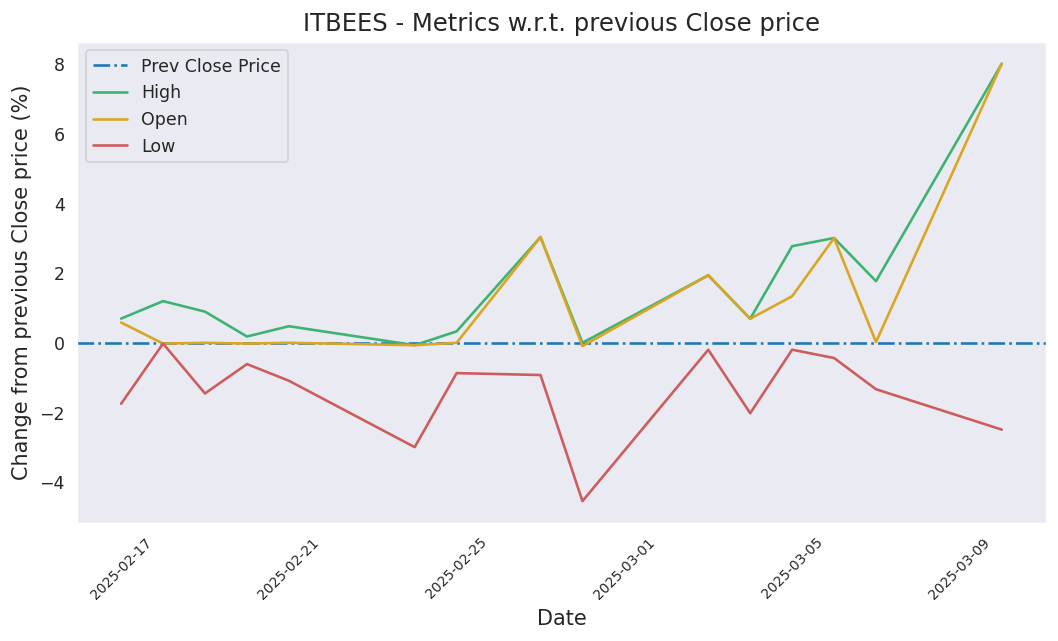 ITBEES - Metrics w.r.t. previous Close price
Prev Close Price
High
Open
Low
Change from previous Close price (%)
8
6
4
2
0
−2
−4
2025-02-17
2025-02-21
2025-02-25
2025-03-01
2025-03-05
2025-03-09
Date